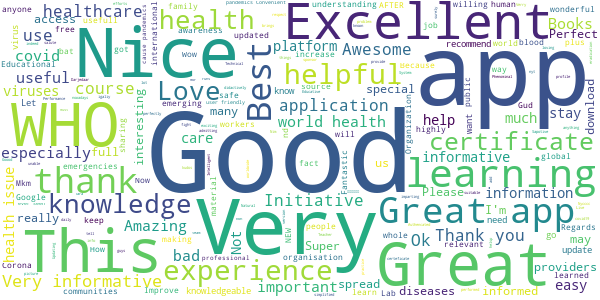 Nice
Excellent
app
Good
Very
WHO
This
Great
learning
thank
knowledge
experience
Great app
certificate
health
helpful
Best
Love
course
healthcare
use
access
covid
useful
viruses
especially
health issue
Very informative
Amazing
interesting
application
world health
care
many
Initiative
important
bad
Not
Super
Ok
Thank you
much
help
platform
Awesome
special
Books
Perfect
stay
download
informative
information
Please
I'm
providers
informed
diseases
spread
easy
may
go
us
know
safe
emerging
Educational
Let
full
emergencies
sharing
workers
material
Organization
Fantastic
will
fact
source
increase
recommend
highly
want
public
because
global
need
update
Regards
relevant
learned
Lab
learn
whole
people
NEW
making
organisation
knowledgeable
professional
communities
Improve
How
keep
Corona
Google
Mkm
really
Now
free
anyone
virus
international
updated
awareness
family
understanding
job
way
willing
human
AFTER
wonderful
world
blood
plus
Gud
Wow
got
bat
user friendly
cause pandemics